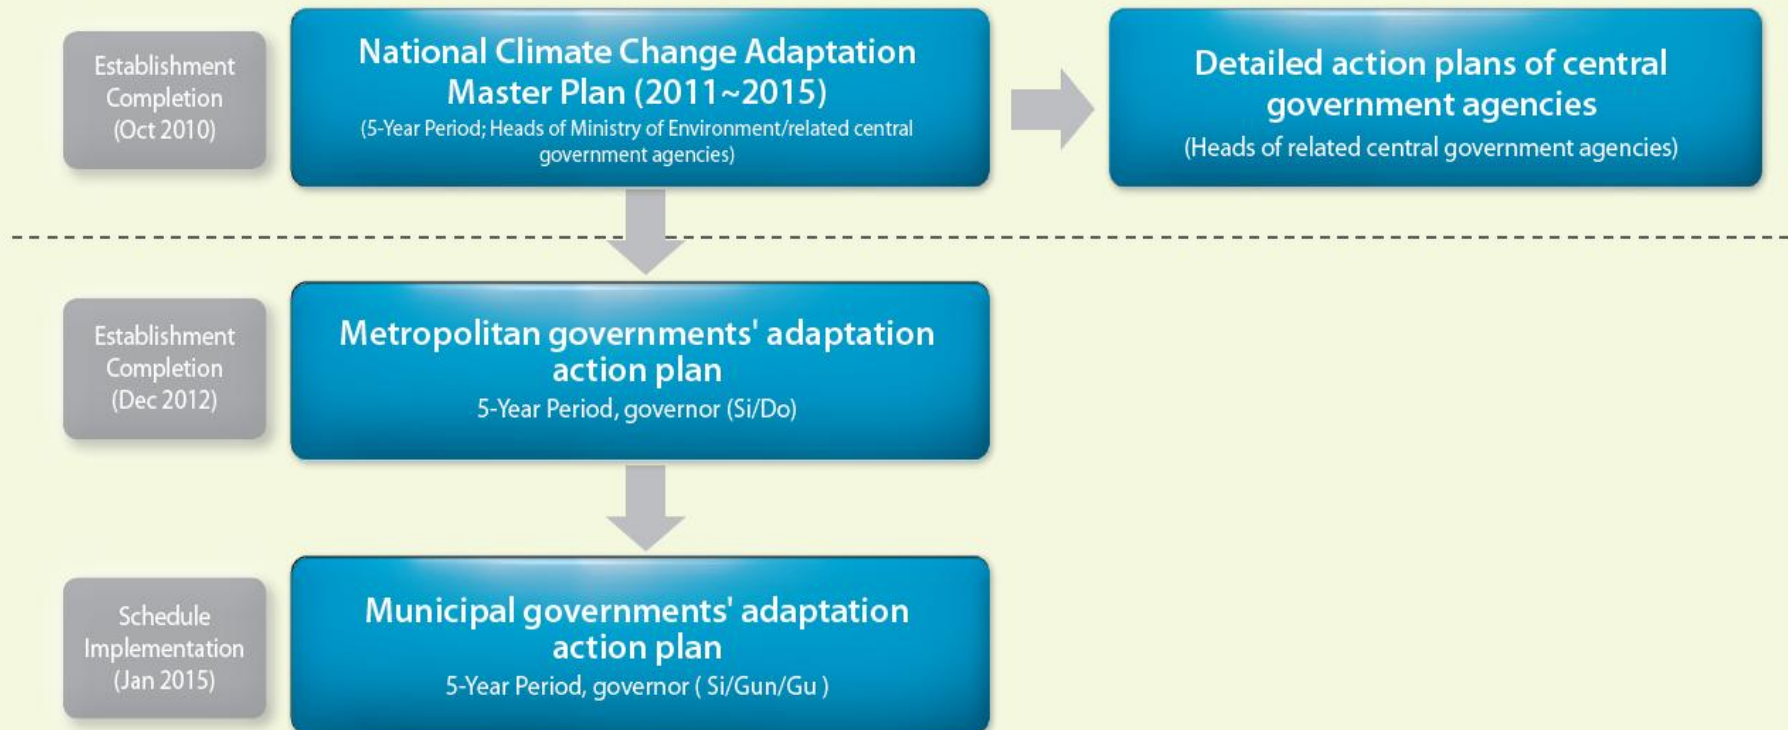 Establishment
Completion
(Oct 2010)
National Climate Change Adaptation
Master Plan (2011~2015)
(5-Year Period; Heads of Ministry of Environment/related central
government agencies)
Detailed action plans of central
government agencies
(Heads of related central government agencies)
Establishment
Completion
(Dec 2012)
Metropolitan governments' adaptation
action plan
5-Year Period, governor (Si/Do)
Schedule
Implementation
(Jan 2015)
Municipal governments' adaptation
action plan
5-Year Period, governor ( Si/Gun/Gu )